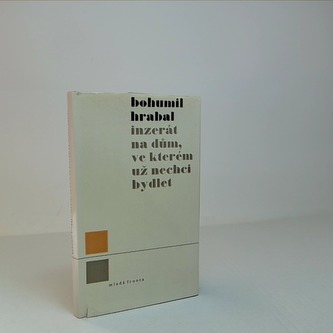 bohumil
hrabal
inzerát
na dům,
ve kterém
už nechci
bydlet
mladá fronta